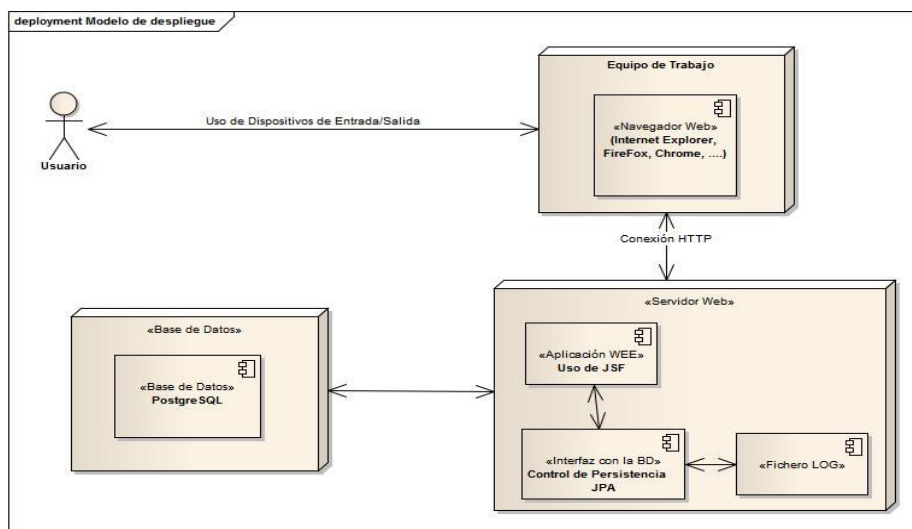 deployment Modelo de despliegue
Equipo de Trabajo
«Navegador Web»
(Internet Explorer,
FireFox, Chrome, ....)
Uso de Dispositivos de Entrada/Salida
Usuario
Conexión HTTP
«Servidor Web»
«Aplicación WEE»
Uso de JSF
«Base de Datos»
«Base de Datos»
PostgreSQL
«Interfaz con la BD»
Control de Persistencia
JPA
«Fichero LOG»